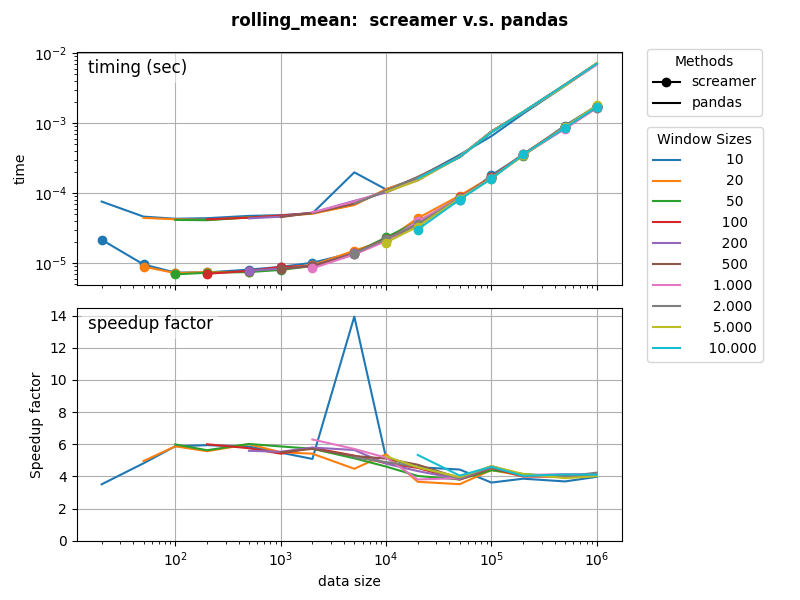 rolling_mean:  screamer v.s. pandas
timing (sec)
10⁻²
10⁻³
10⁻⁴
10⁻⁵
time
Methods
screamer
pandas
Window Sizes
10
20
50
100
200
500
1.000
2.000
5.000
10.000
speedup factor
14
12
10
8
6
4
2
0
Speedup factor
10² 10³ 10⁴ 10⁵ 10⁶
data size